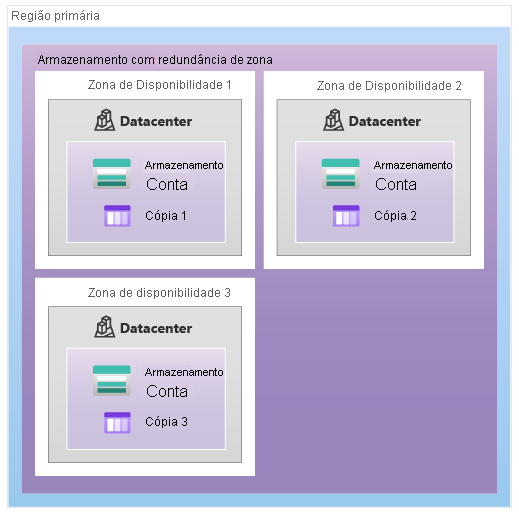 Região primária
Armazenamento com redundância de zona
Zona de Disponibilidade 1
Datacenter
Armazenamento
Conta
Cópia 1
Zona de Disponibilidade 2
Datacenter
Armazenamento
Conta
Cópia 2
Zona de disponibilidade 3
Datacenter
Armazenamento
Conta
Cópia 3